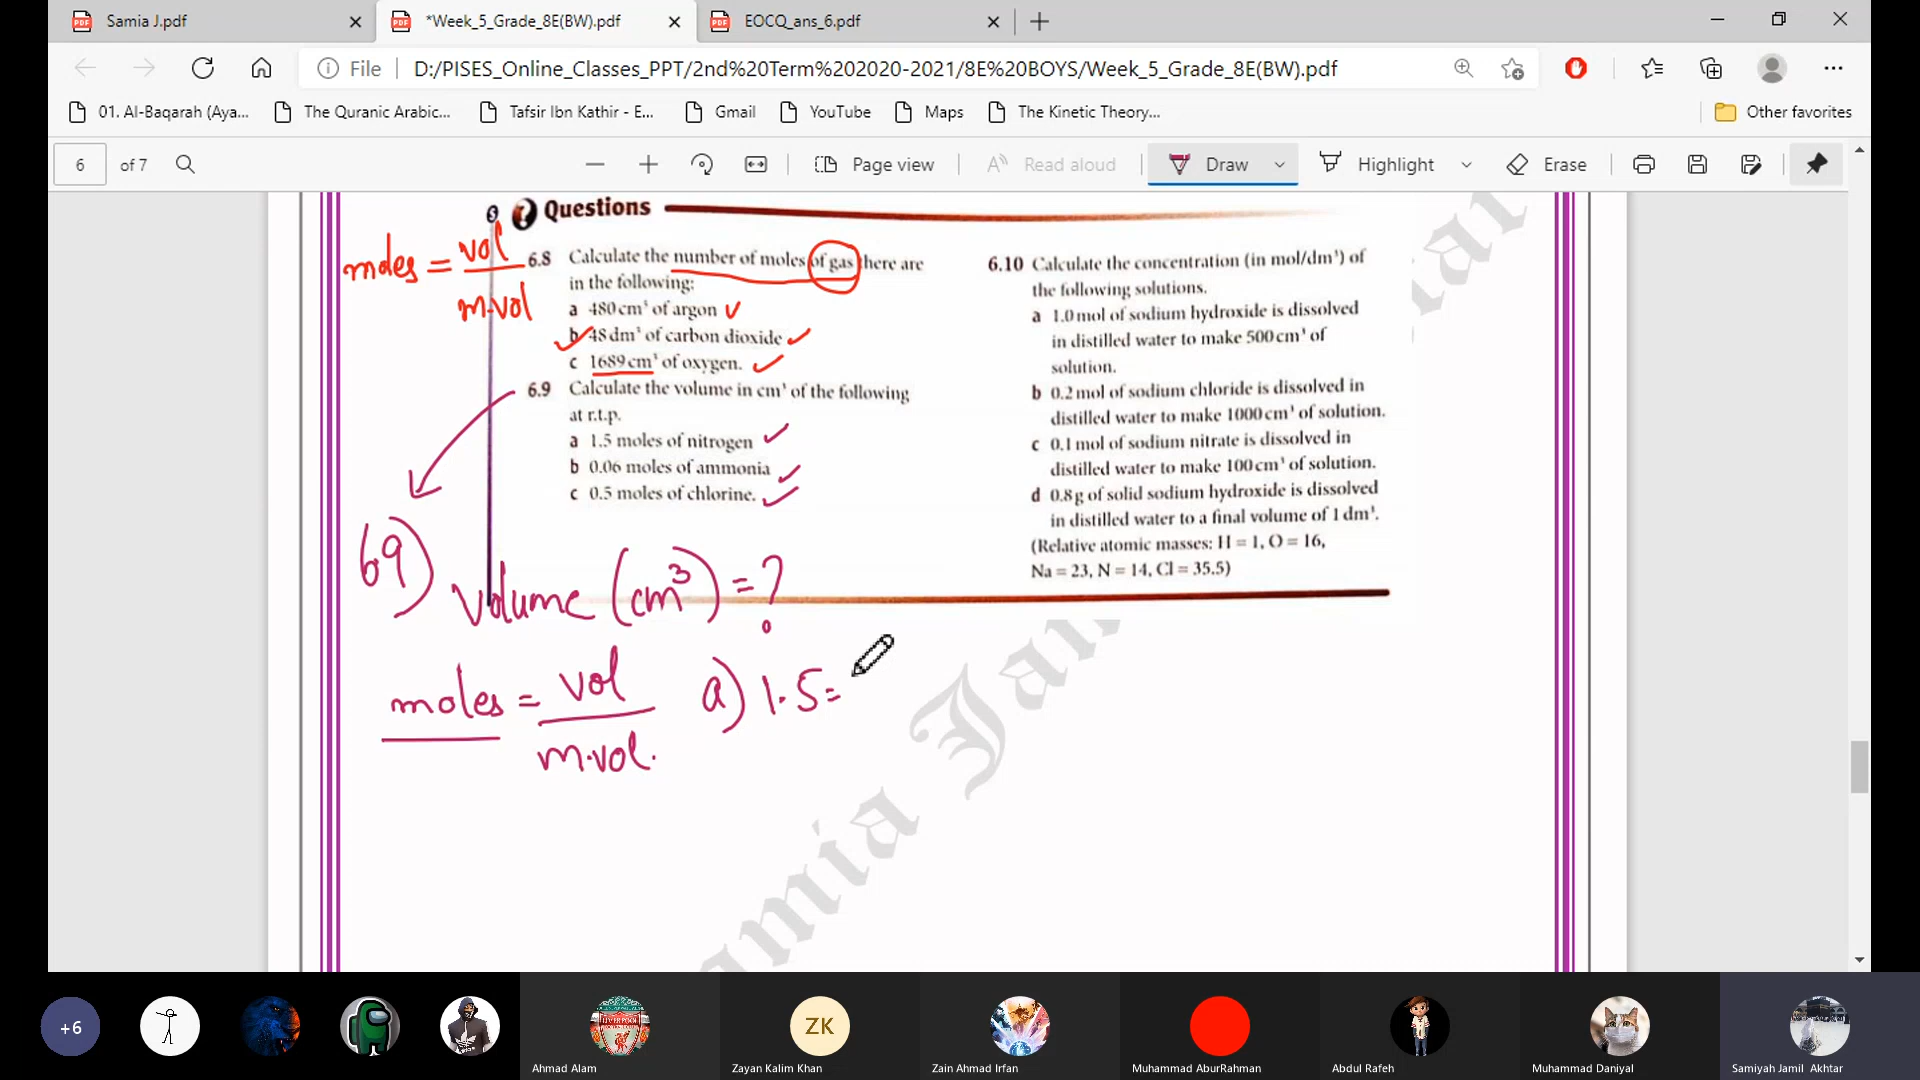 Samia J.pdf
*Week_5_Grade_8E(BW).pdf
EOCQ_ans_6.pdf
File
D:/PISES_Online_Classes_PPT/2nd%20Term%202020-2021/8E%20BOYS/Week_5_Grade_8E(BW).pdf
01. Al-Baqarah (Aya...
The Quranic Arabic...
Tafsir Ibn Kathir - E...
Gmail
YouTube
Maps
The Kinetic Theory...
Other favorites
6
of 7
Page view
Read aloud
Draw
Highlight
Erase
Questions
moles = vol
m.vol
6.8 Calculate the number of moles of gas there are
in the following:
a 480 cm³ of argon
b 48 dm³ of carbon dioxide
c 1689 cm³ of oxygen.
6.9 Calculate the volume in cm³ of the following
at r.t.p.
a 1.5 moles of nitrogen
b 0.06 moles of ammonia
c 0.5 moles of chlorine.
6.10 Calculate the concentration (in mol/dm³) of
the following solutions.
a 1.0 mol of sodium hydroxide is dissolved
in distilled water to make 500 cm³ of
solution.
b 0.2 mol of sodium chloride is dissolved in
distilled water to make 1000 cm³ of solution.
c 0.1 mol of sodium nitrate is dissolved in
distilled water to make 100 cm³ of solution.
d 0.8 g of solid sodium hydroxide is dissolved
in distilled water to a final volume of 1 dm³.
(Relative atomic masses: H = 1, O = 16,
Na = 23, N = 14, Cl = 35.5)
69)
Volume (cm³) = ?
moles = vol
m.vol.
a) 1.5 =
+6
ZK
Ahmad Alam
Zayan Kalim Khan
Zain Ahmad Irfan
Muhammad AburRahman
Abdul Rafeh
Muhammad Daniyal
Samiyah Jamil Akhtar